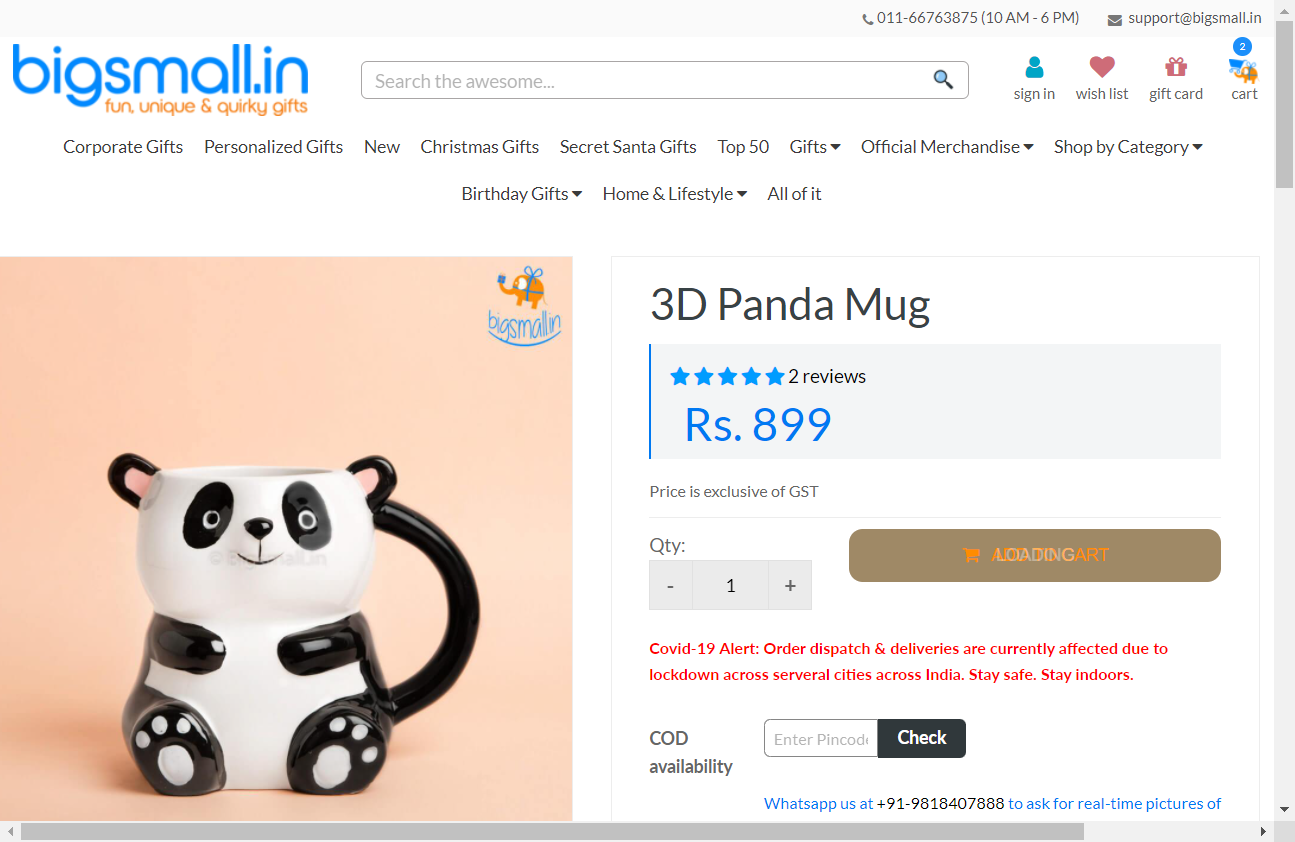 011-66763875 (10 AM - 6 PM) support@bigsmall.in
bigsmall.in
fun, unique & quirky gifts
Search the awesome...
2
sign in wish list gift card cart
Corporate Gifts Personalized Gifts New Christmas Gifts Secret Santa Gifts Top 50 Gifts Official Merchandise Shop by Category
Birthday Gifts Home & Lifestyle All of it
bigsmall.in
3D Panda Mug
2 reviews
Rs. 899
Price is exclusive of GST
Qty:
- 1 +
LOADING
© Bigsmall.in
Covid-19 Alert: Order dispatch & deliveries are currently affected due to
lockdown across serveral cities across India. Stay safe. Stay indoors.
COD
availability
Enter Pincode
Check
Whatsapp us at +91-9818407888 to ask for real-time pictures of